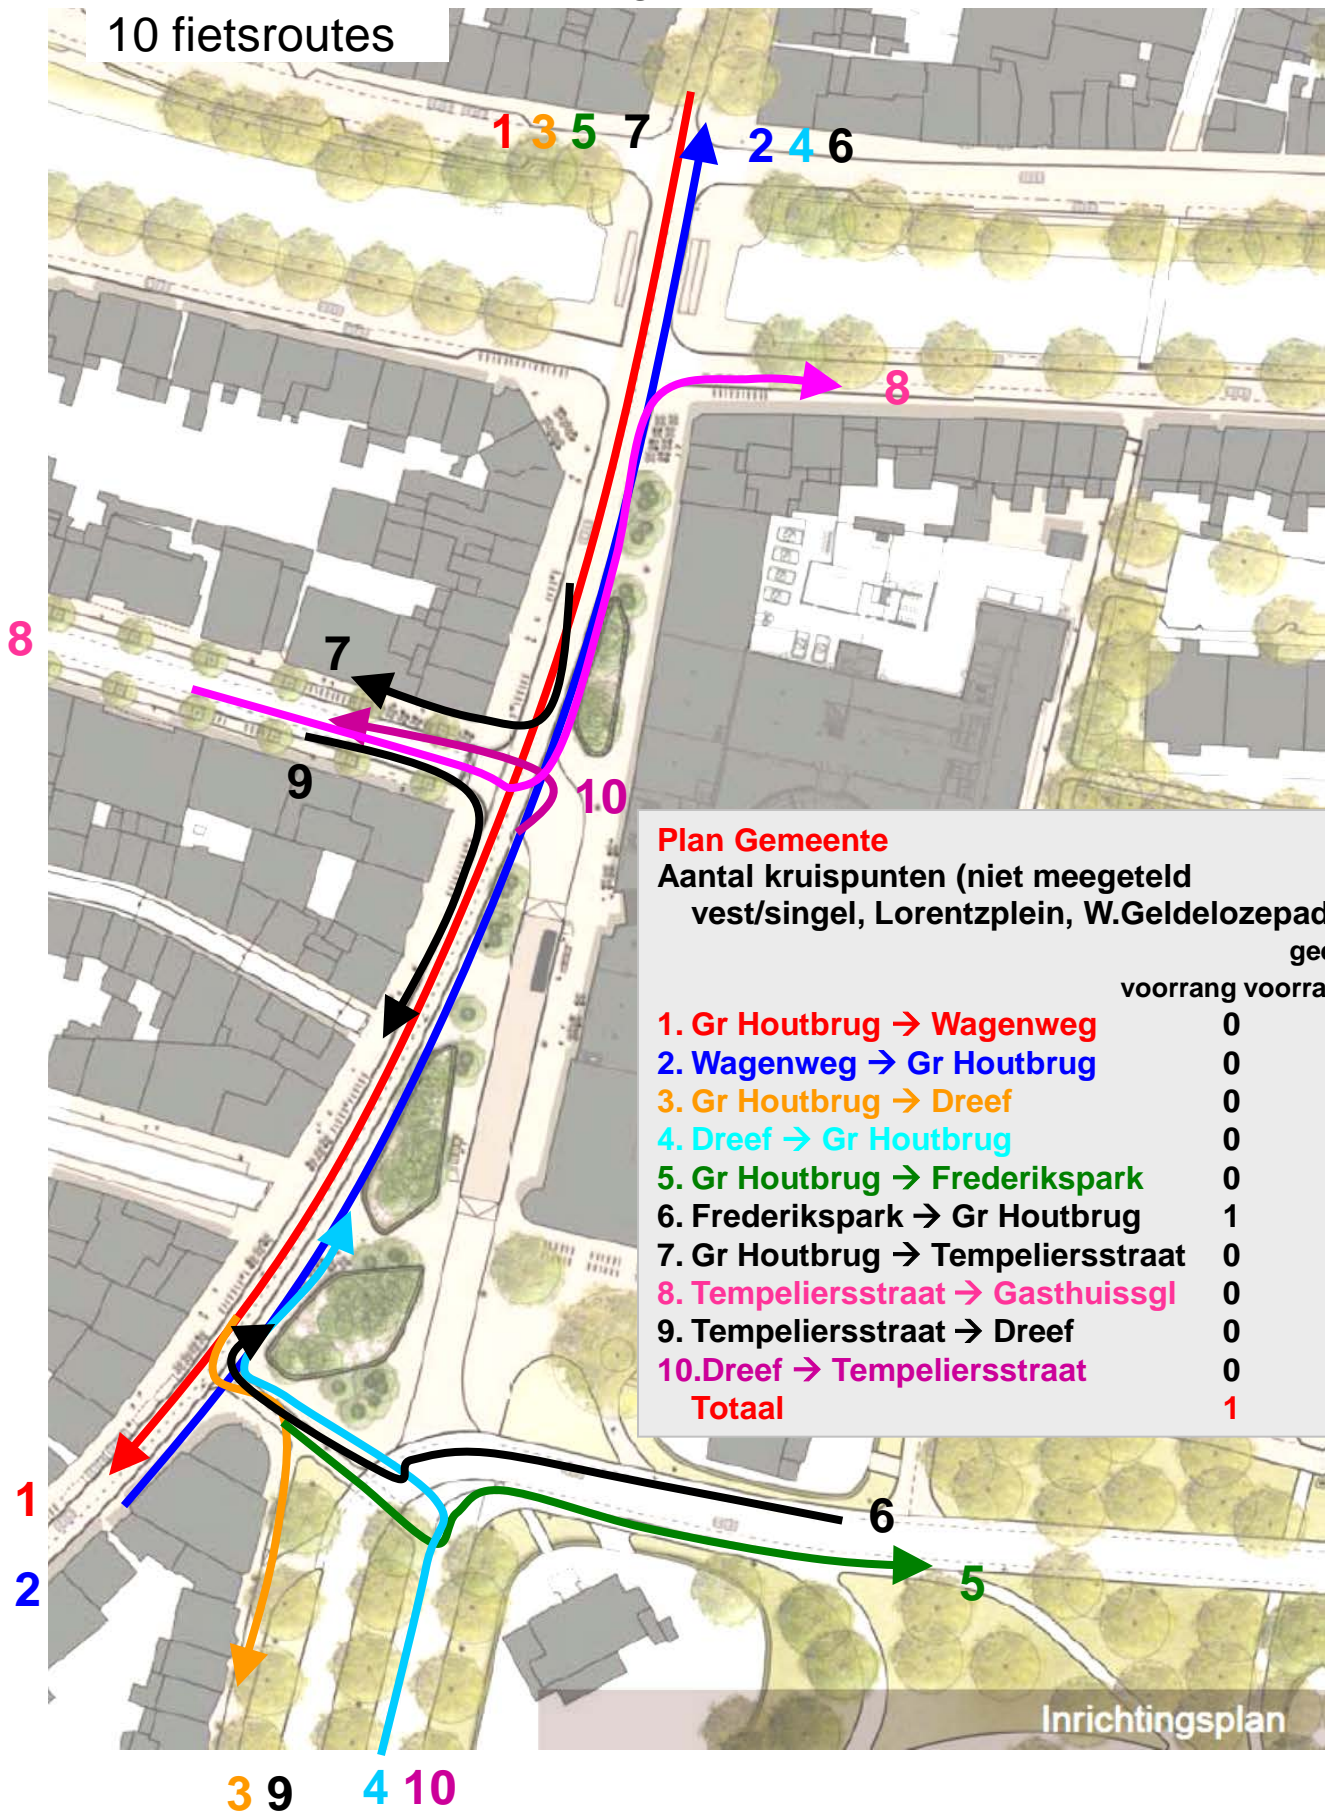 10 fietsroutes
1 3 5 7
2 4 6
8
8
7
9
10
Plan Gemeente
Aantal kruispunten (niet meegeteld
vest/singel, Lorentzplein, W.Geldelozepad
voorrang
1. Gr Houtbrug → Wagenweg 0
2. Wagenweg → Gr Houtbrug 0
3. Gr Houtbrug → Dreef 0
4. Dreef → Gr Houtbrug 0
5. Gr Houtbrug → Frederikspark 0
6. Frederikspark → Gr Houtbrug 1
7. Gr Houtbrug → Tempeliersstraat 0
8. Tempeliersstraat → Gasthuissgl 0
9. Tempeliersstraat → Dreef 0
10.Dreef → Tempeliersstraat 0
Totaal 1
1
6
5
2
Inrichtingsplan
3 9
4 10